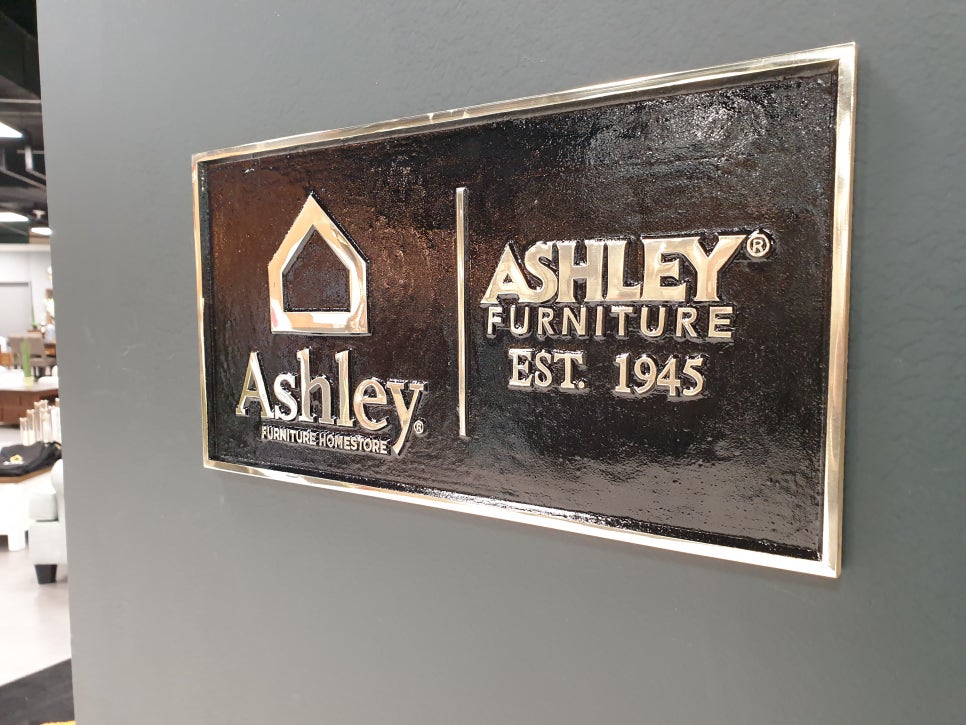 Ashley®
FURNITURE HOMESTORE
ASHLEY®
FURNITURE
EST. 1945